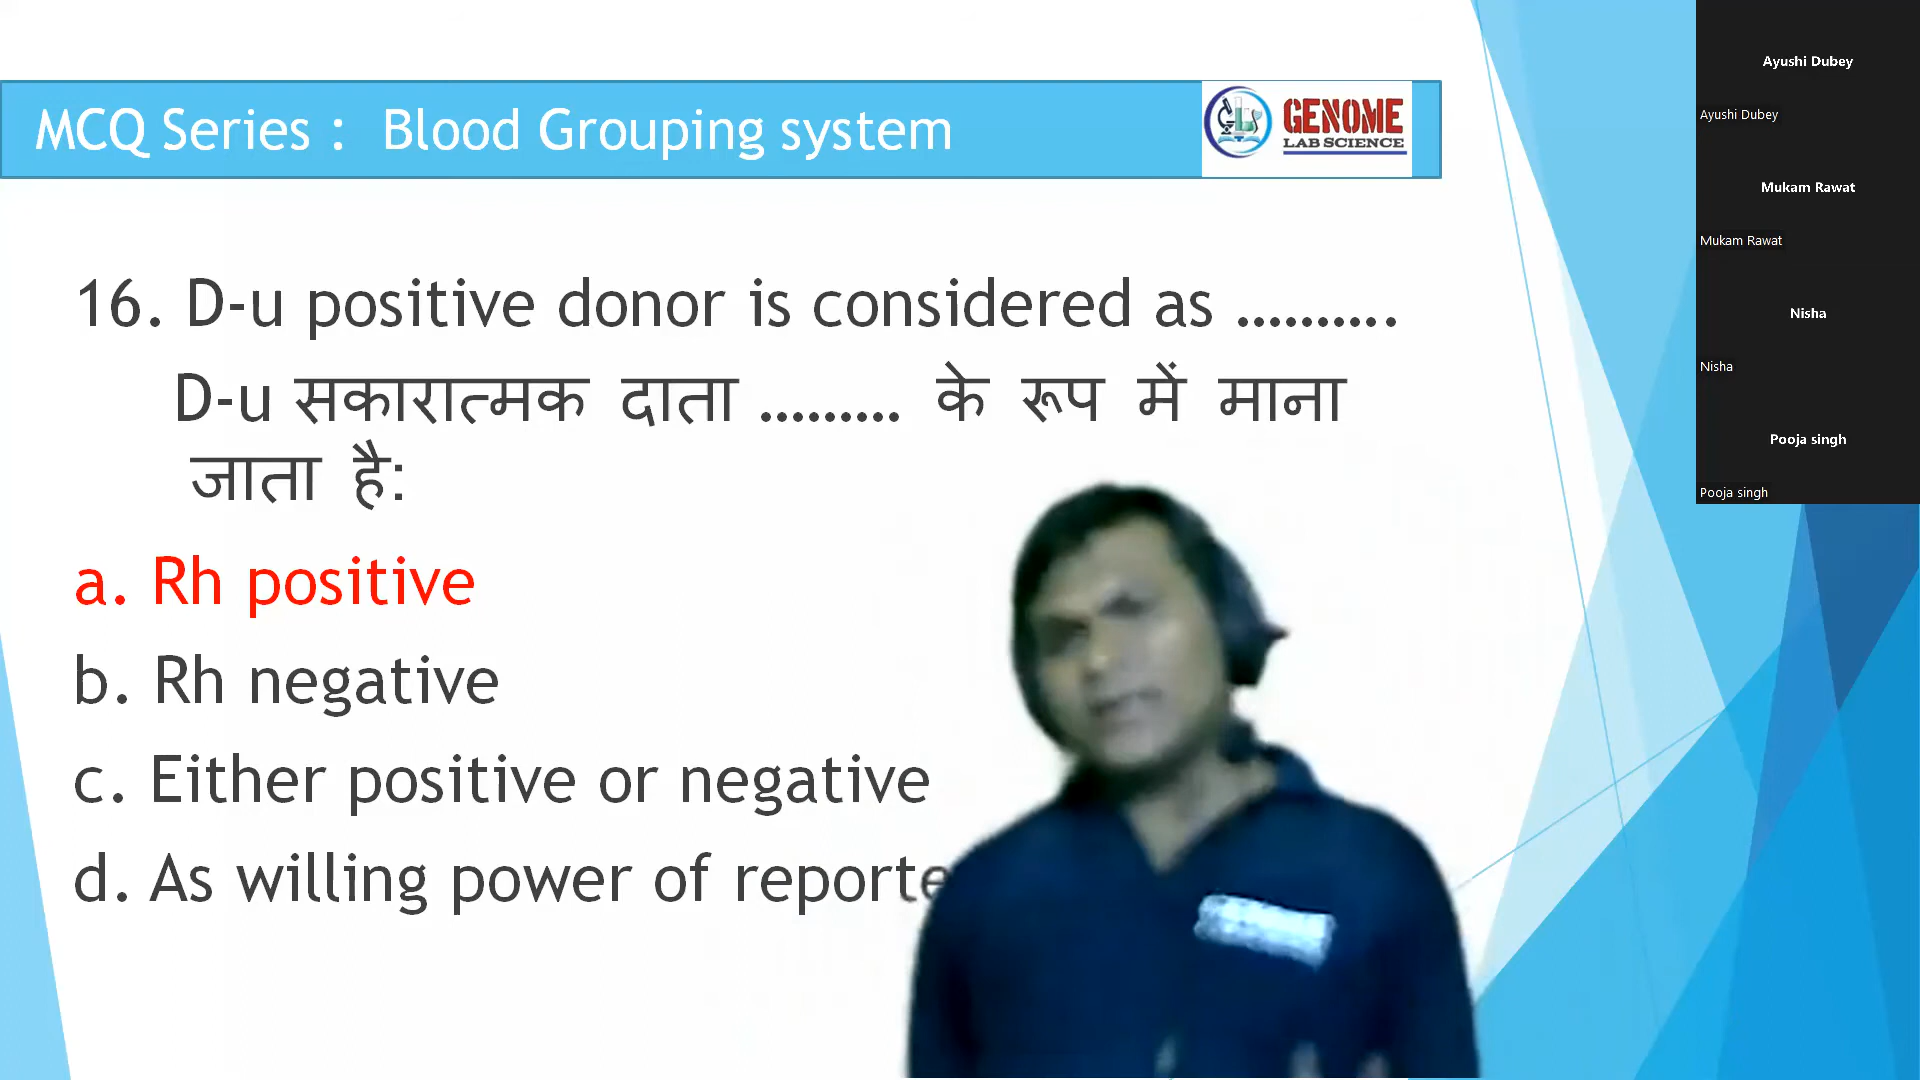 MCQ Series :  Blood Grouping system
GENOME
LAB SCIENCE
16. D-u positive donor is considered as ……….
D-u सकारात्मक दाता ……… के रूप में माना
जाता है:
a. Rh positive
b. Rh negative
c. Either positive or negative
d. As willing power of reporte
Ayushi Dubey
Ayushi Dubey
Mukam Rawat
Mukam Rawat
Nisha
Nisha
Pooja singh
Pooja singh